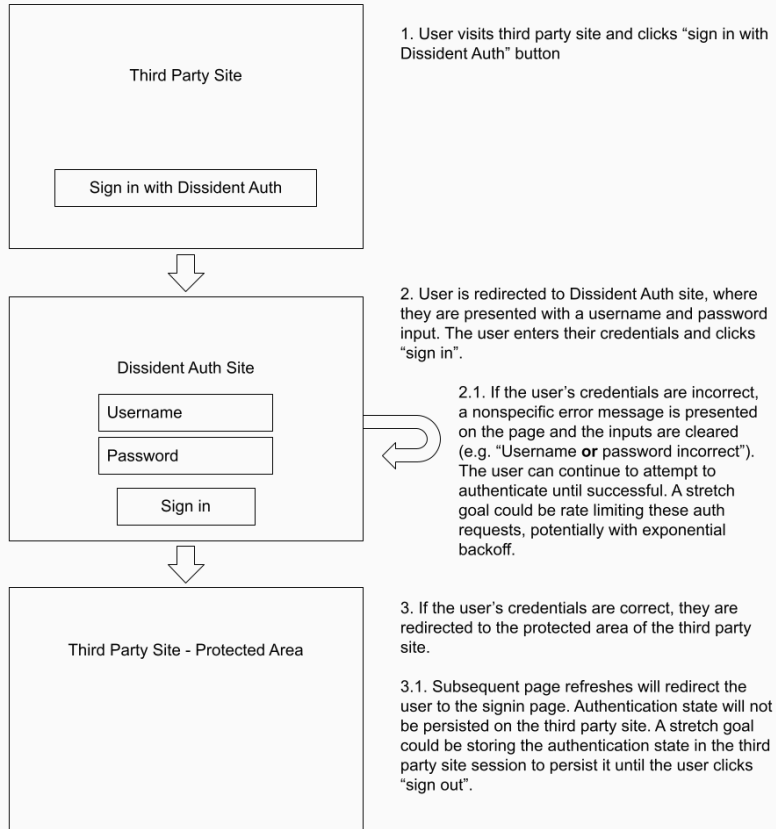 Third Party Site
Sign in with Dissident Auth
1. User visits third party site and clicks “sign in with
Dissident Auth” button
Dissident Auth Site
Username
Password
Sign in
2. User is redirected to Dissident Auth site, where
they are presented with a username and password
input. The user enters their credentials and clicks
“sign in”.
2.1. If the user’s credentials are incorrect,
a nonspecific error message is presented
on the page and the inputs are cleared
(e.g. “Username or password incorrect”).
The user can continue to attempt to
authenticate until successful. A stretch
goal could be rate limiting these auth
requests, potentially with exponential
backoff.
Third Party Site - Protected Area
3. If the user’s credentials are correct, they are
redirected to the protected area of the third party
site.
3.1. Subsequent page refreshes will redirect the
user to the signin page. Authentication state will not
be persisted on the third party site. A stretch goal
could be storing the authentication state in the third
party site session to persist it until the user clicks
“sign out”.